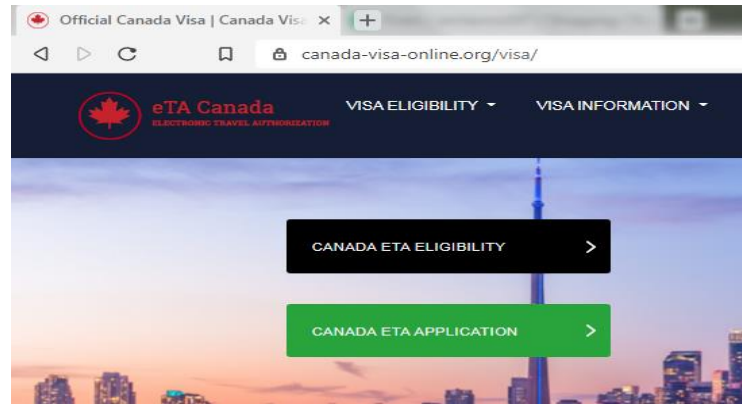 Official Canada Visa | Canada Vis
canada-visa-online.org/visa/
eTA Canada
ELECTRONIC TRAVEL AUTHORIZATION
VISA ELIGIBILITY
VISA INFORMATION
CANADA ETA ELIGIBILITY
CANADA ETA APPLICATION